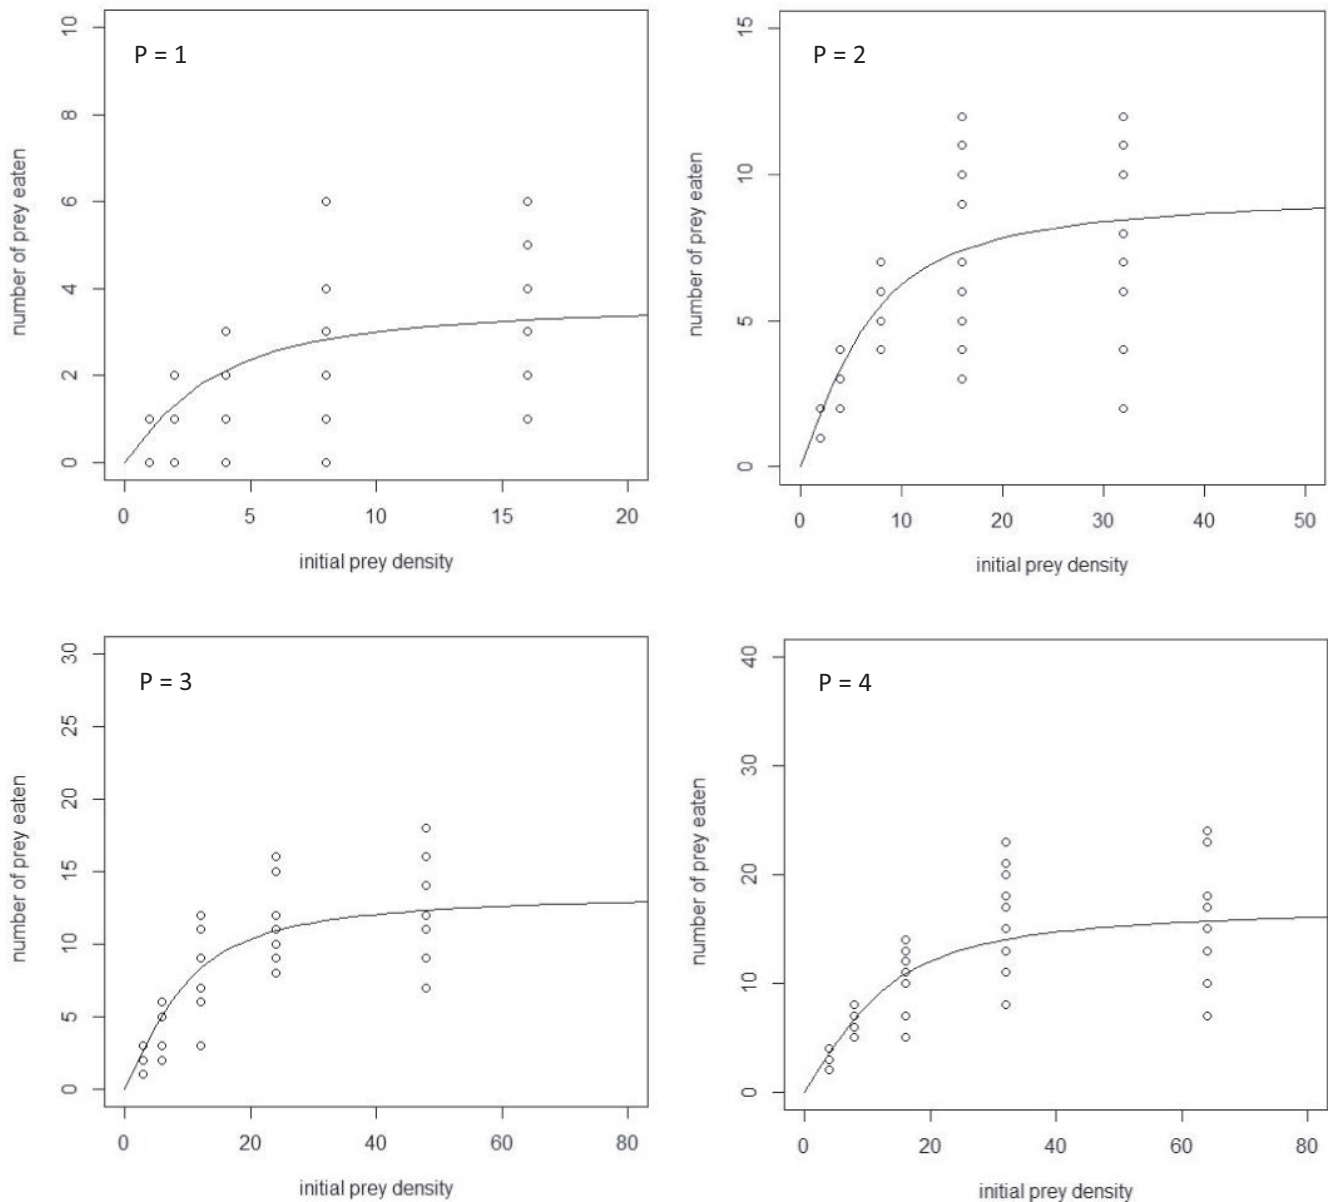 P = 1
10
8
6
4
2
0
number of prey eaten
0 5 10 15 20
initial prey density
P = 2
15
10
5
0
number of prey eaten
0 10 20 30 40 50
initial prey density
P = 3
30
25
20
15
10
5
0
number of prey eaten
0 20 40 60 80
initial prey density
P = 4
40
30
20
10
0
number of prey eaten
0 20 40 60 80
initial prey density